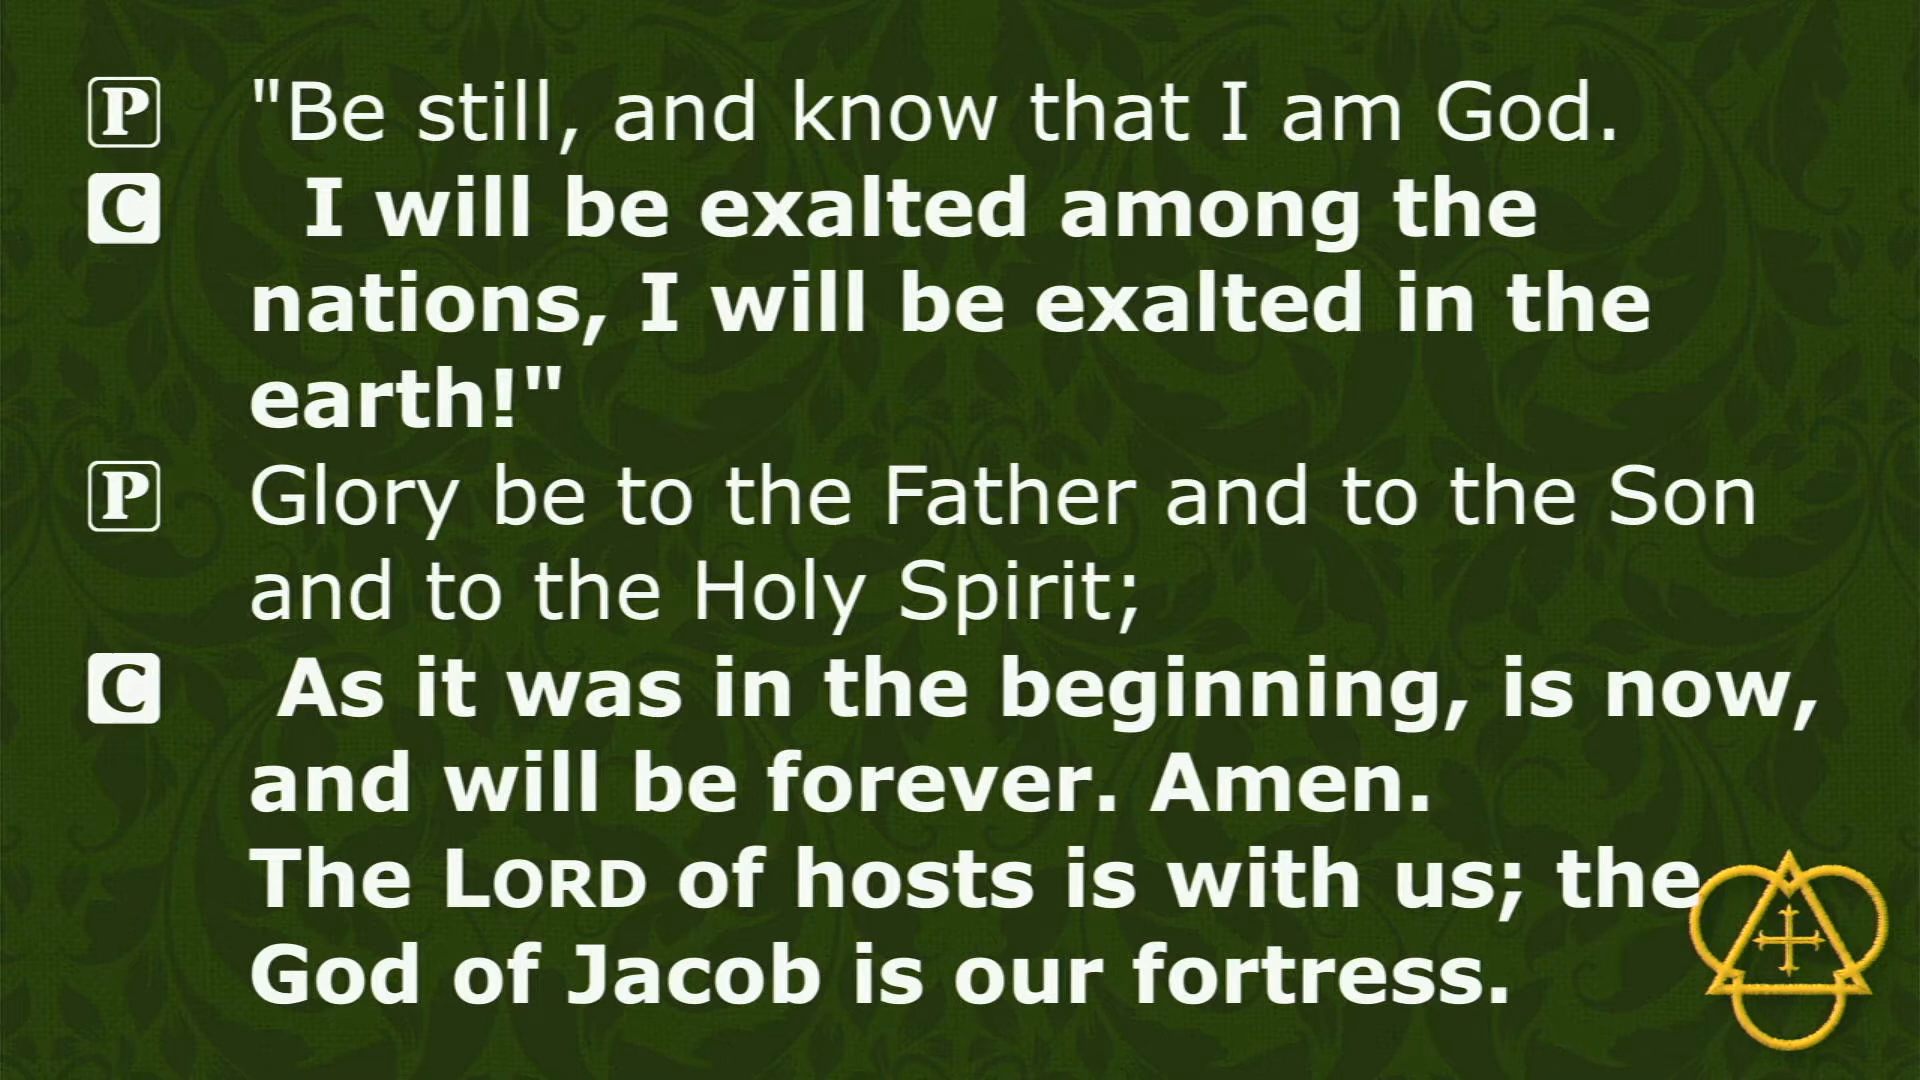 P "Be still, and know that I am God.
C I will be exalted among the
nations, I will be exalted in the
earth!"
P Glory be to the Father and to the Son
and to the Holy Spirit;
C As it was in the beginning, is now,
and will be forever. Amen.
The LORD of hosts is with us; the
God of Jacob is our fortress.